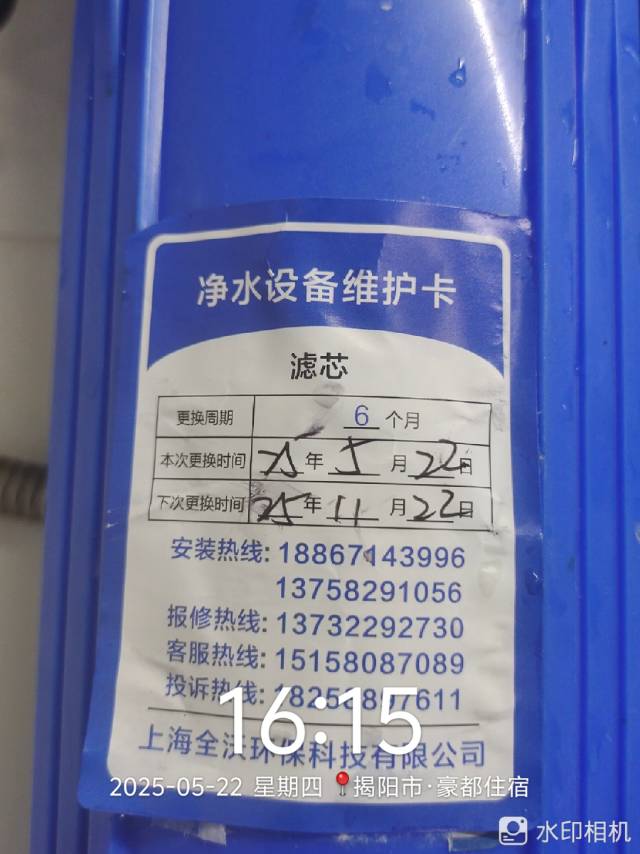 净水设备维护卡
滤芯
更换周期 6 个月
本次更换时间 25 年 5 月 22 日
下次更换时间 25 年 11 月 22 日
安装热线: 18867143996
13758291056
报修热线: 13732292730
客服热线: 15158087089
投诉热线:
16:15
上海全沃环保科技有限公司
2025-05-22 星期四 揭阳市·豪都住宿
水印相机